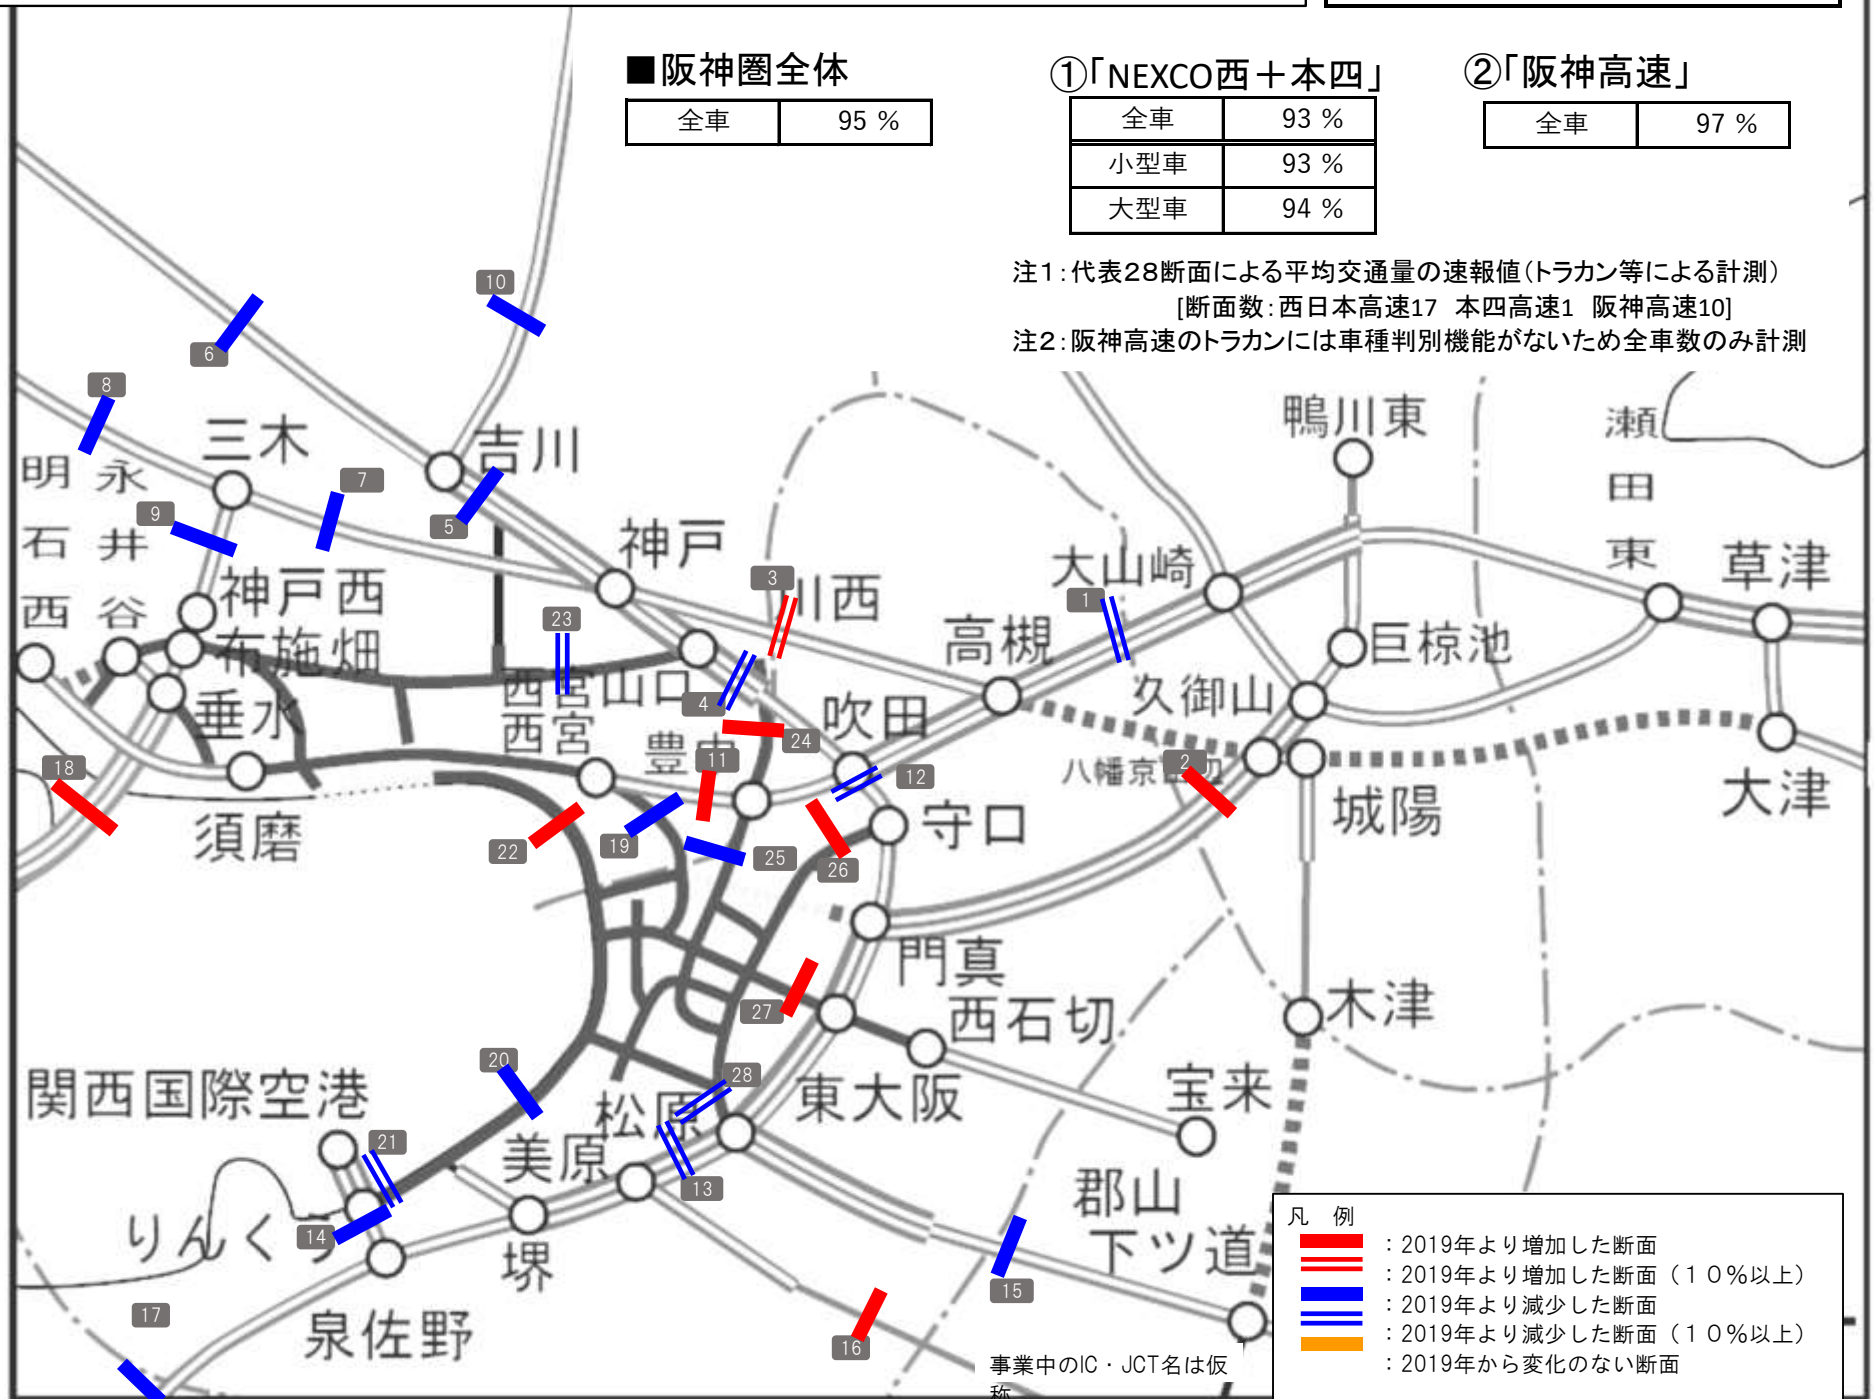 ■阪神圏全体
全車 95 %
①「NEXCO西＋本四」
全車 93 %
小型車 93 %
大型車 94 %
②「阪神高速」
全車 97 %
注1：代表28断面による平均交通量の速報値（トラカン等による計測）
[断面数：西日本高速17 本四高速1 阪神高速10]
注2：阪神高速のトラカンには車種判別機能がないため全車数のみ計測
10
6
8
三木
吉川
鴨川東
瀬田東
明石西
永井谷
7
9
5
神戸
大山崎
草津
3
川西
1
神戸西
23
高槻
巨椋池
布施畑
西宮山口
4
久御山
垂水
西宮
吹田
豊中
24
11
12
八幡京田辺
2
18
大津
城陽
須磨
22
19
25
守口
26
門真
27
西石切
木津
20
28
関西国際空港
松原
東大阪
宝来
21
美原
13
郡山
りんくう
14
下ツ道
堺
15
17
泉佐野
16
事業中のIC・JCT名は仮
称
凡 例
：2019年より増加した断面
：2019年より増加した断面（１０％以上）
：2019年より減少した断面
：2019年より減少した断面（１０％以上）
：2019年から変化のない断面